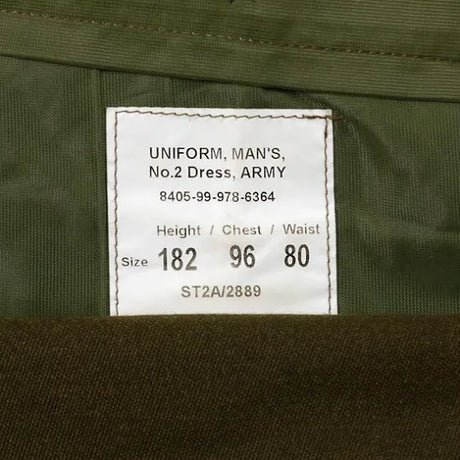 UNIFORM, MAN'S,
No.2 Dress, ARMY
8405-99-978-6364
Height / Chest / Waist
Size 182 96 80
ST2A/2889